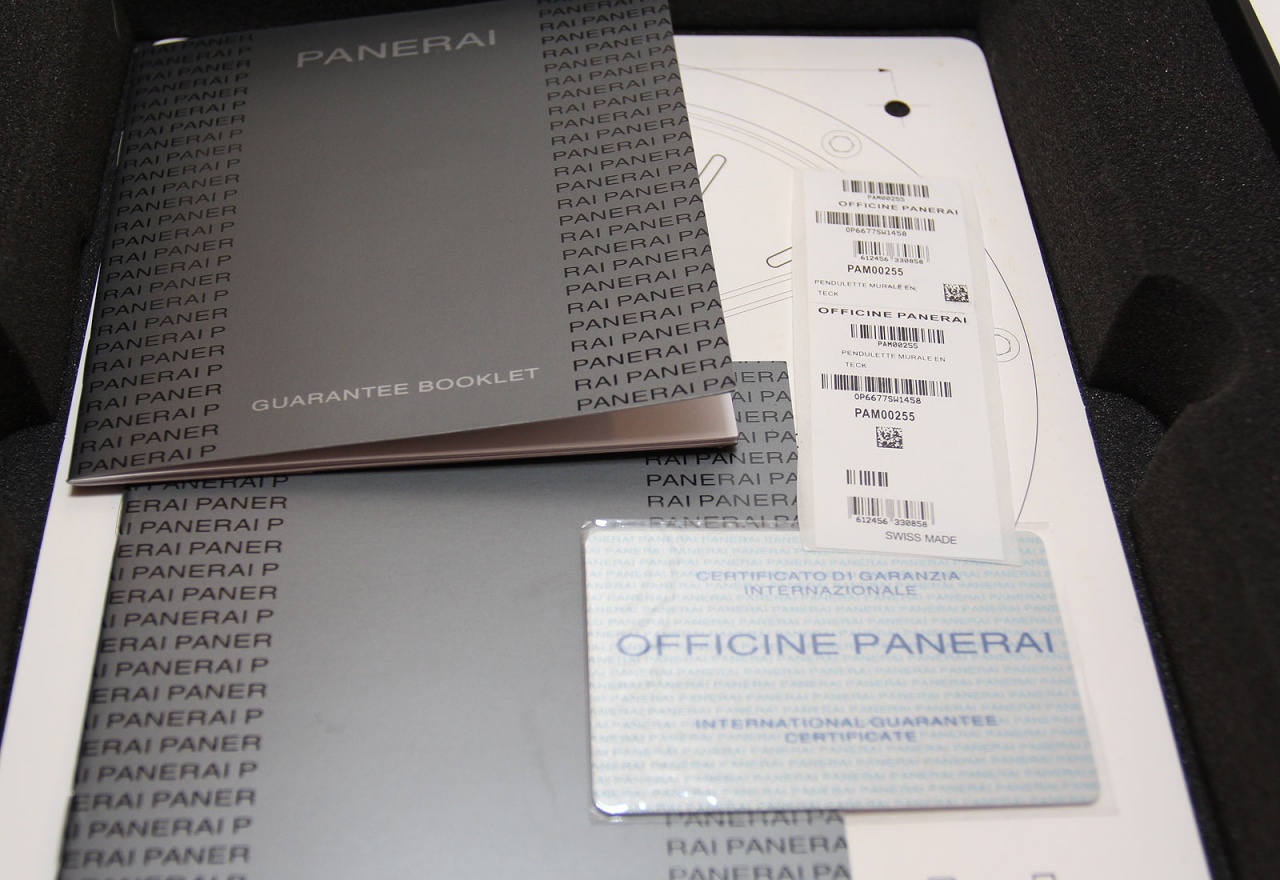 PANERAI
GUARANTEE BOOKLET
PAM00255
OFFICINE PANERAI
OP6677SW1458
612456 330858
PAM00255
PENDULETTE MURALE EN
TECK
OFFICINE PANERAI
PAM00255
PENDULETTE MURALE EN
TECK
OP6677SW1458
PAM00255
612456 330858
SWISS MADE
CERTIFICATO DI GARANZIA
INTERNAZIONALE
OFFICINE PANERAI
INTERNATIONAL GUARANTEE
CERTIFICATE